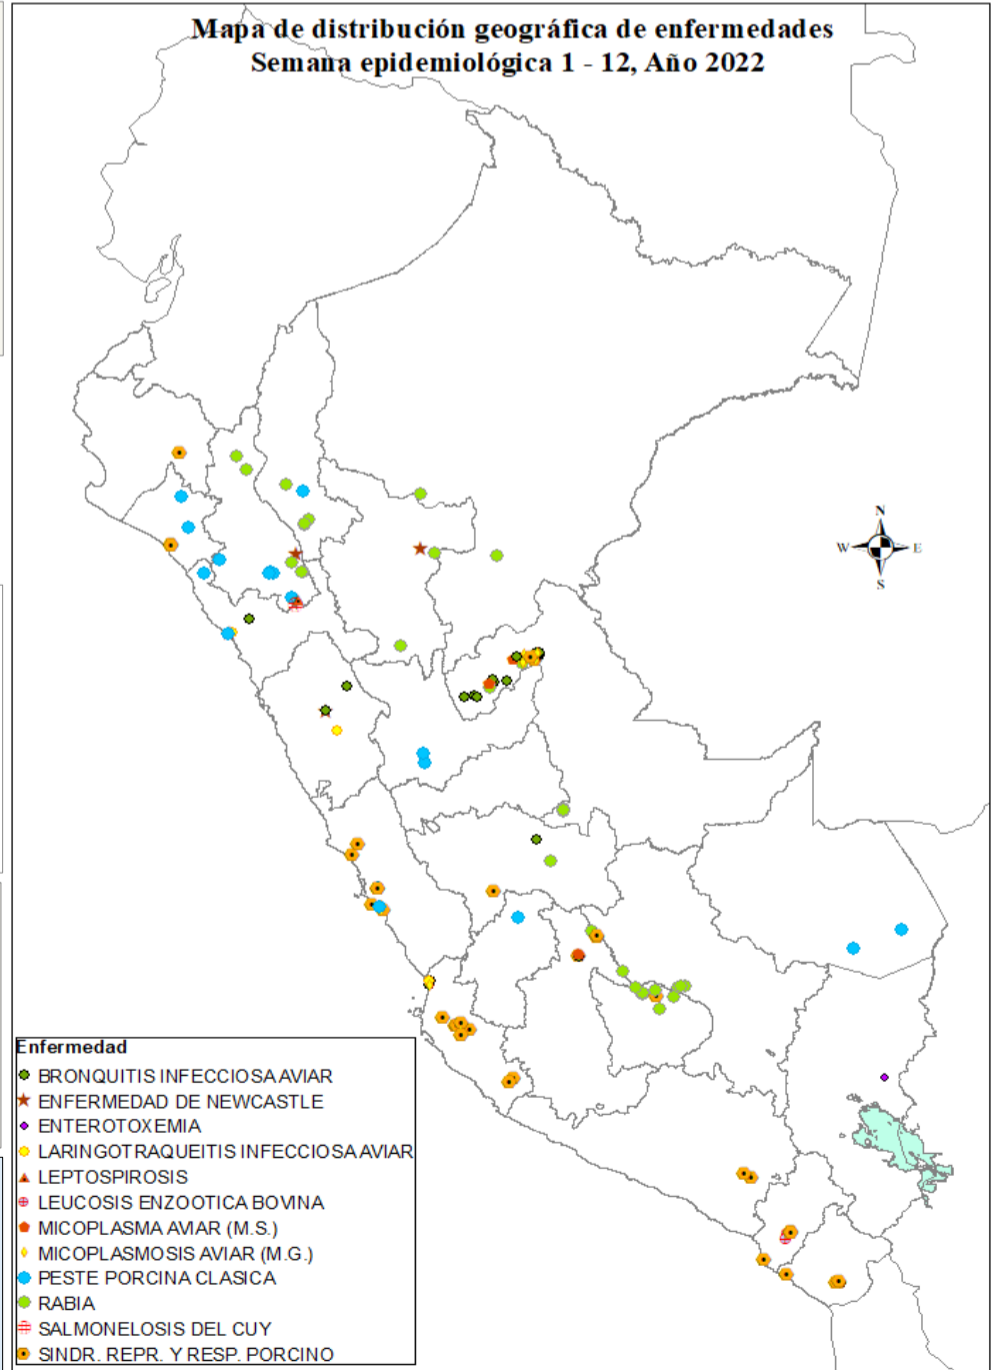 Mapa de distribución geográfica de enfermedades
Semana epidemiológica 1 - 12, Año 2022
N
W E
S
Enfermedad
BRONQUITIS INFECCIOSA AVIAR
ENFERMEDAD DE NEWCASTLE
ENTEROTOXEMIA
LARINGOTRAQUEITIS INFECCIOSA AVIAR
LEPTOSPIROSIS
LEUCOSIS ENZOOTICA BOVINA
MICOPLASMA AVIAR (M.S.)
MICOPLASMOSIS AVIAR (M.G.)
PESTE PORCINA CLASICA
RABIA
SALMONELOSIS DEL CUY
SINDR. REPR. Y RESP. PORCINO